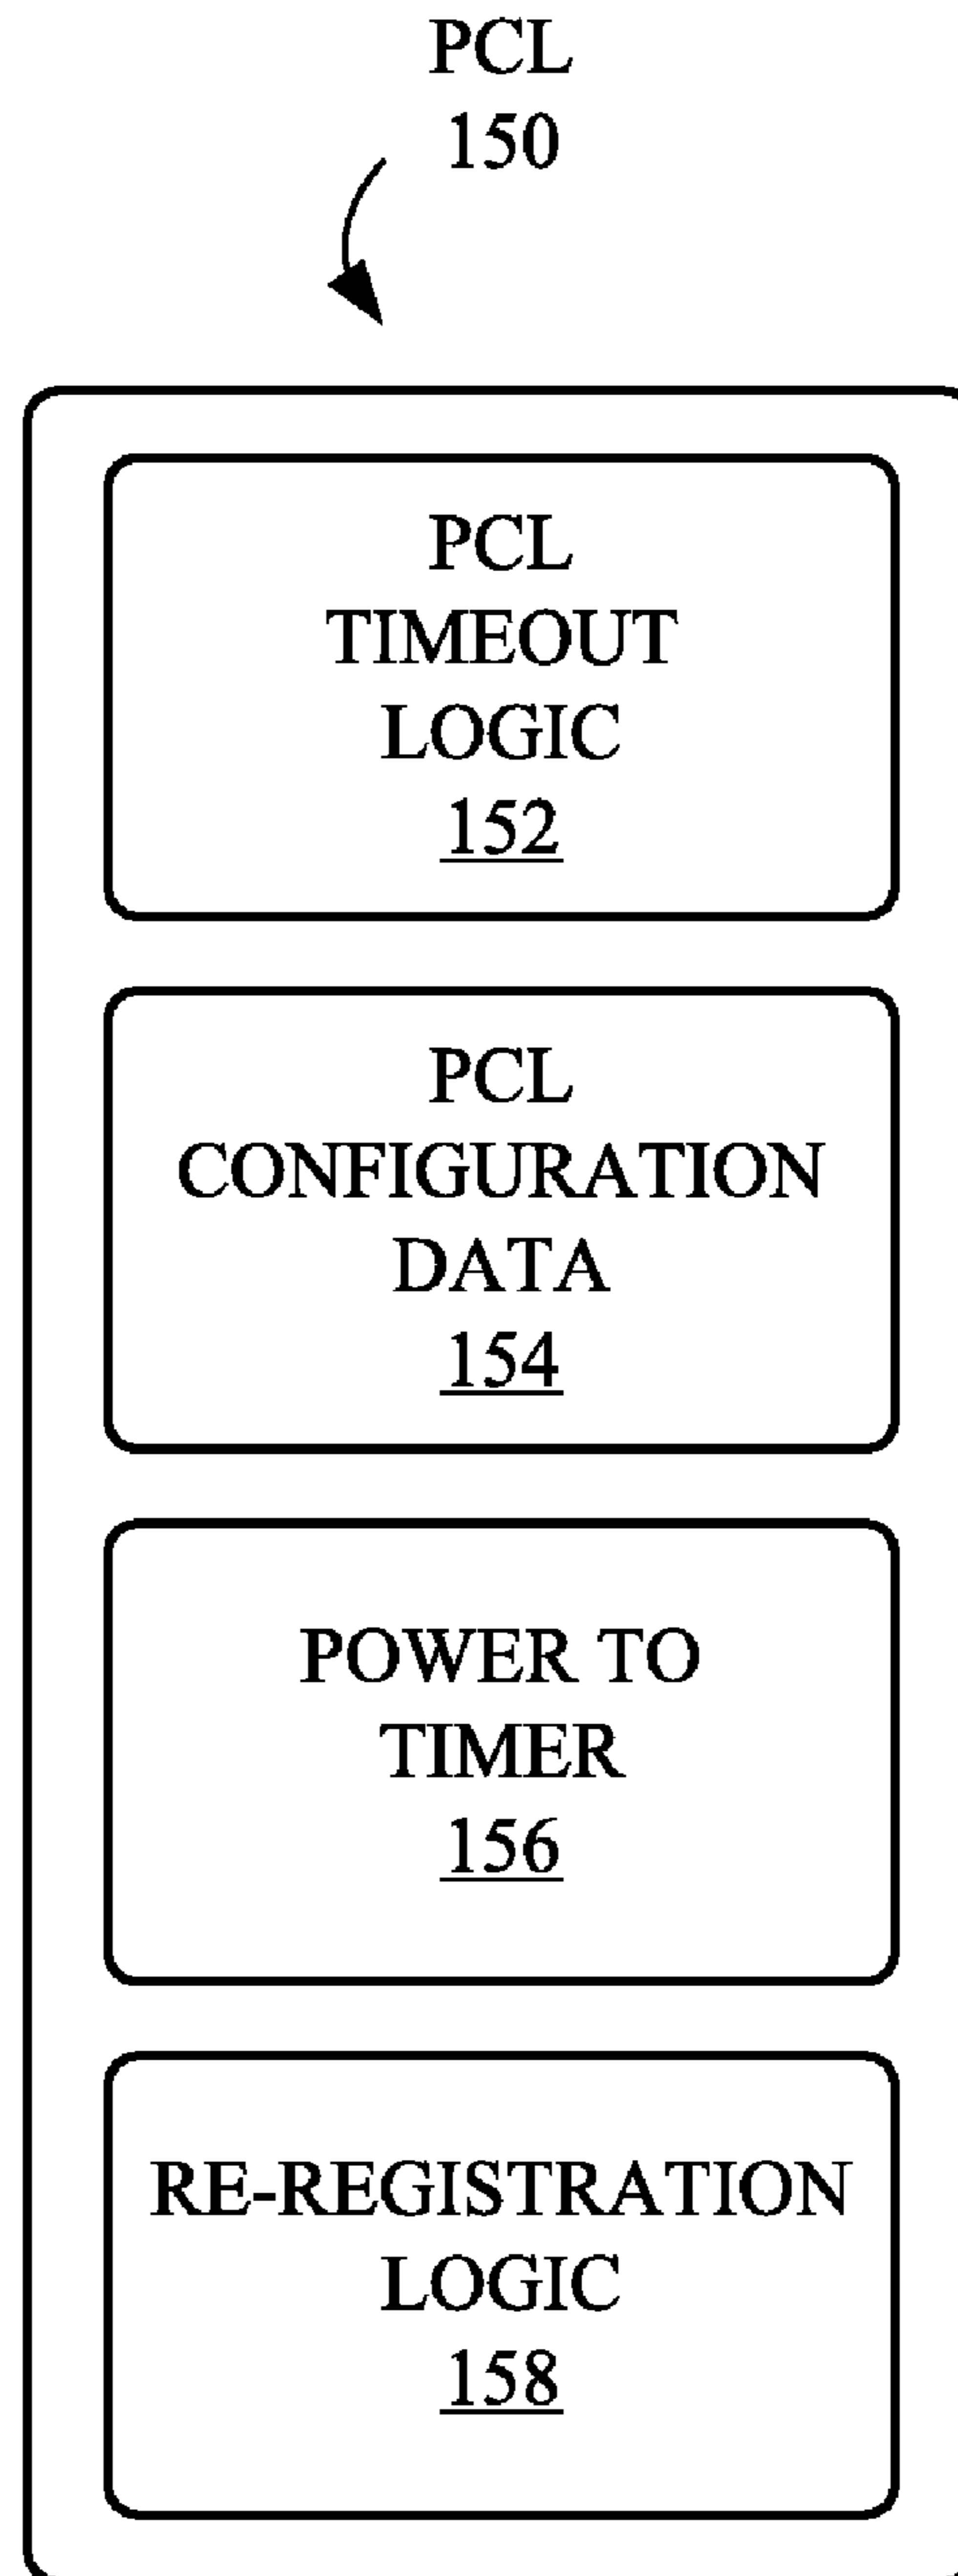 PCL
150
PCL
TIMEOUT
LOGIC
152
PCL
CONFIGURATION
DATA
154
POWER TO
TIMER
156
RE-REGISTRATION
LOGIC
158